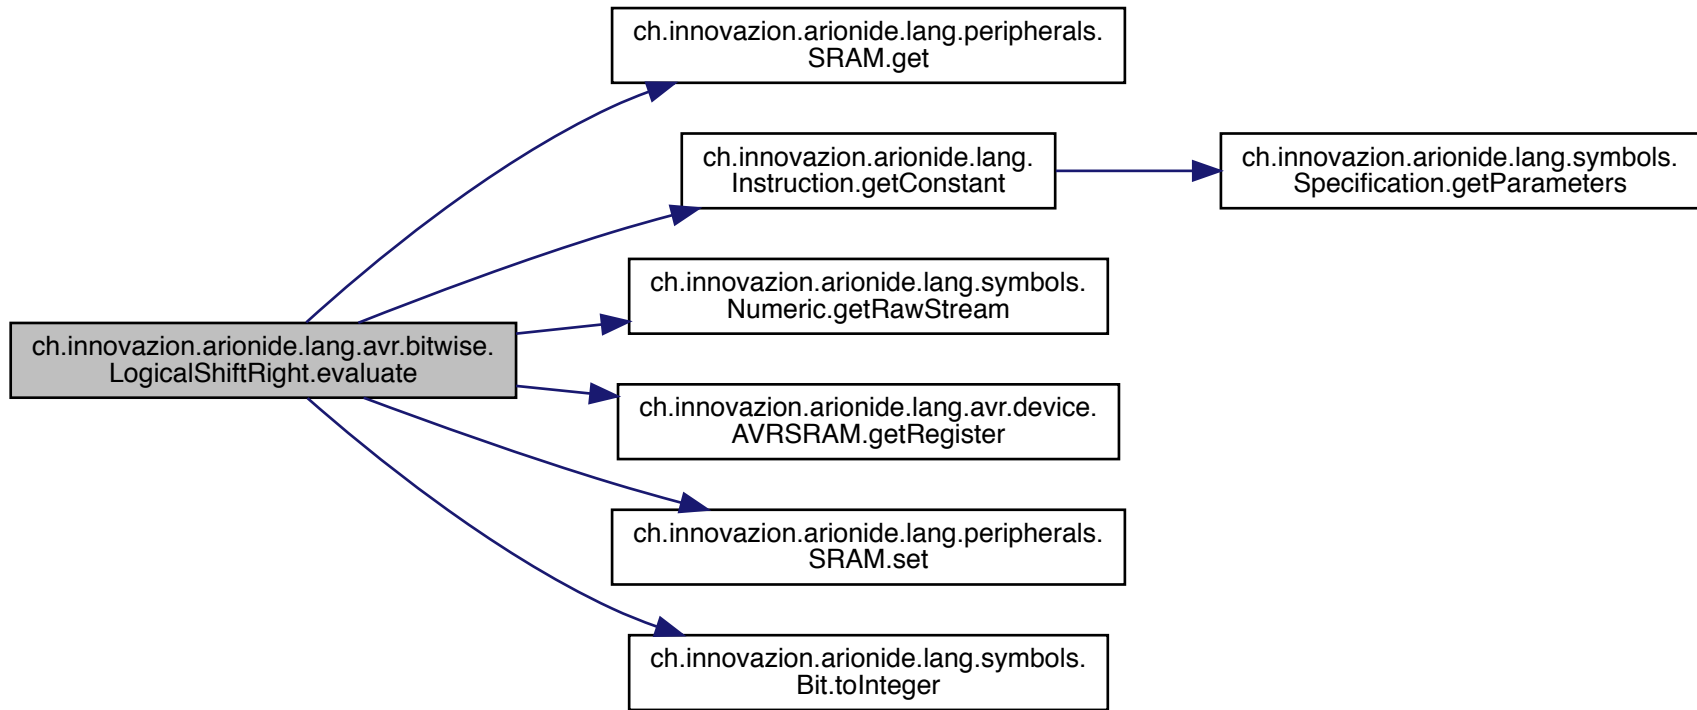 ch.innovazion.arionide.lang.peripherals.
SRAM.get
ch.innovazion.arionide.lang.
Instruction.getConstant
ch.innovazion.arionide.lang.symbols.
Specification.getParameters
ch.innovazion.arionide.lang.symbols.
Numeric.getRawStream
ch.innovazion.arionide.lang.avr.bitwise.
LogicalShiftRight.evaluate
ch.innovazion.arionide.lang.avr.device.
AVRSRAM.getRegister
ch.innovazion.arionide.lang.peripherals.
SRAM.set
ch.innovazion.arionide.lang.symbols.
Bit.toInteger